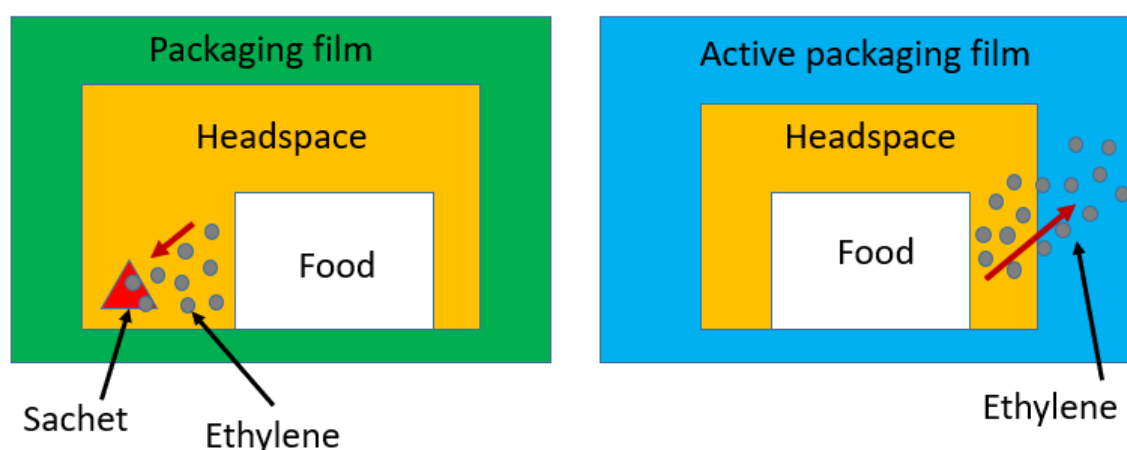 Packaging film
Headspace
Food
Sachet
Ethylene
Active packaging film
Headspace
Food
Ethylene